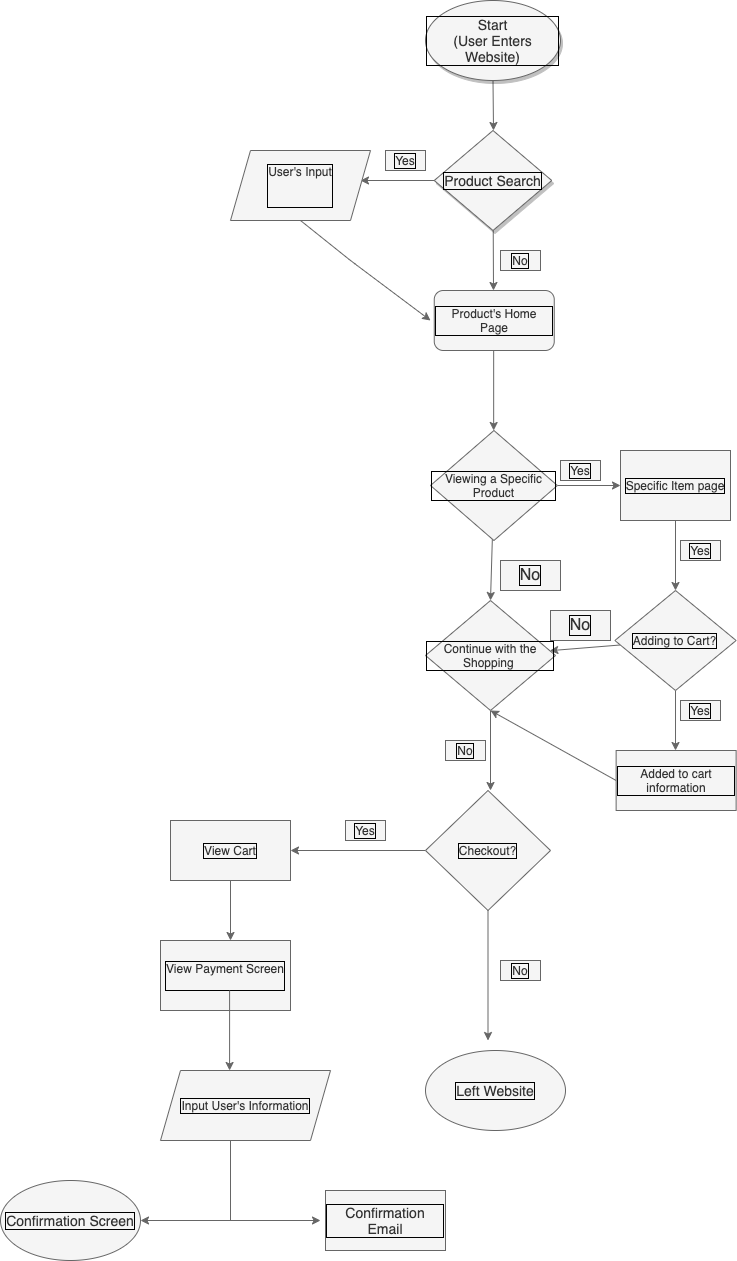 Start
(User Enters
Website)
Yes
Product Search
User's Input
No
Product's Home
Page
Viewing a Specific
Product
Yes
Specific Item page
Yes
No
No
Continue with the
Shopping
Adding to Cart?
Yes
No
Added to cart
information
Yes
View Cart
Checkout?
View Payment Screen
No
Left Website
Input User's Information
Confirmation Screen
Confirmation
Email